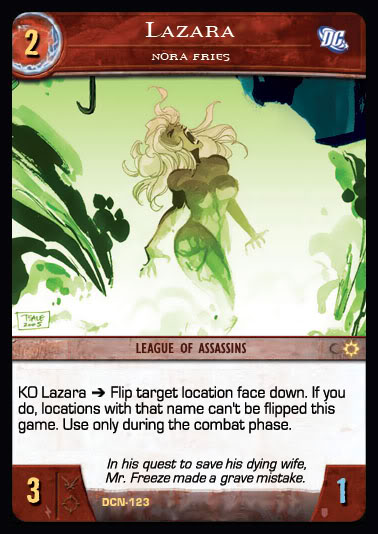 2
LAZARA
NORA FRIES
DC
TSALE
2005
LEAGUE OF ASSASSINS
C
KO Lazara ➔ Flip target location face down. If you
do, locations with that name can't be flipped this
game. Use only during the combat phase.
In his quest to save his dying wife,
Mr. Freeze made a grave mistake.
3
DCN-123
1